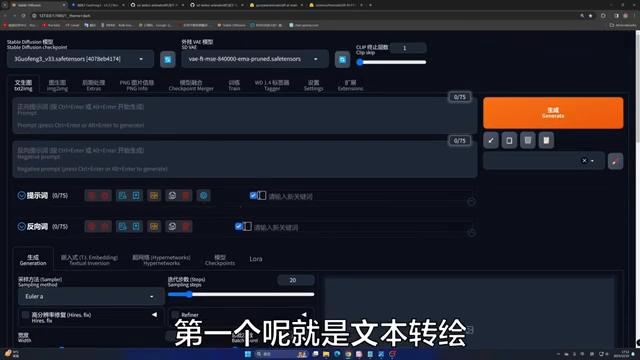 Stable Diffusion
127.0.0.1:7860/?__theme=dark
Stable Diffusion 模型
Stable Diffusion checkpoint
3Guofeng3_v33.safetensors [4078eb4174]
外挂 VAE 模型
SD VAE
vae-ft-mse-840000-ema-pruned.safetensors
CLIP 终止层数
Clip skip
1
文生图
txt2img
图生图
img2img
后期处理
Extras
PNG 图片信息
PNG Info
模型融合
Checkpoint Merger
训练
Train
WD 1.4 标签器
Tagger
设置
Settings
扩展
Extensions
正向提示词 (按 Ctrl+Enter 或 Alt+Enter 开始生成)
Prompt
Prompt (press Ctrl+Enter or Alt+Enter to generate)
0/75
反向提示词 (按 Ctrl+Enter 或 Alt+Enter 开始生成)
Negative prompt
Negative prompt (press Ctrl+Enter or Alt+Enter to generate)
0/75
生成
Generate
提示词 (0/75)
请输入新关键词
反向词 (0/75)
请输入新关键词
生成
Generation
嵌入式 (T.I. Embedding)
Textual Inversion
超网络 (Hypernetworks)
Hypernetworks
模型
Checkpoints
Lora
采样方法 (Sampler)
Sampling method
Euler a
迭代步数 (Steps)
Sampling steps
20
高分辨率修复 (Hires. fix)
Hires. fix
Refiner
宽度
第一个呢就是文本转绘